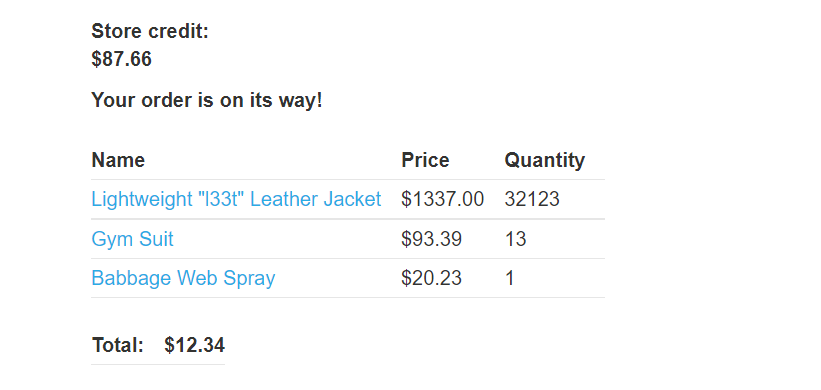 Store credit:
$87.66
Your order is on its way!
Name Price Quantity
Lightweight "l33t" Leather Jacket $1337.00 32123
Gym Suit $93.39 13
Babbage Web Spray $20.23 1
Total: $12.34